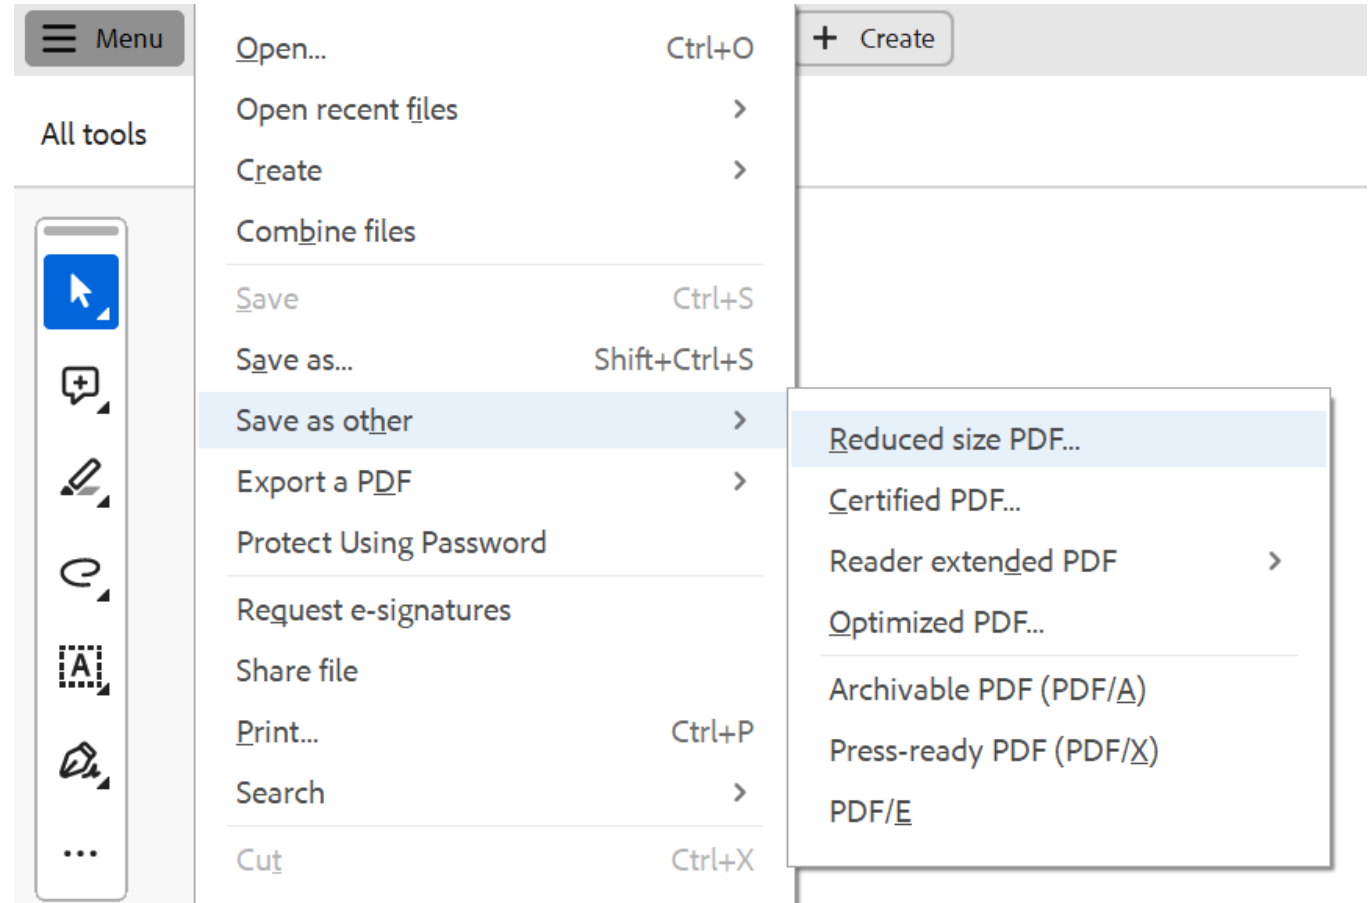 Menu
+ Create
All tools
Open... Ctrl+O
Open recent files
Create
Combine files
Save Ctrl+S
Save as... Shift+Ctrl+S
Save as other
Export a PDF
Protect Using Password
Request e-signatures
Share file
Print... Ctrl+P
Search
Cut Ctrl+X
Reduced size PDF...
Certified PDF...
Reader extended PDF
Optimized PDF...
Archivable PDF (PDF/A)
Press-ready PDF (PDF/X)
PDF/E
A